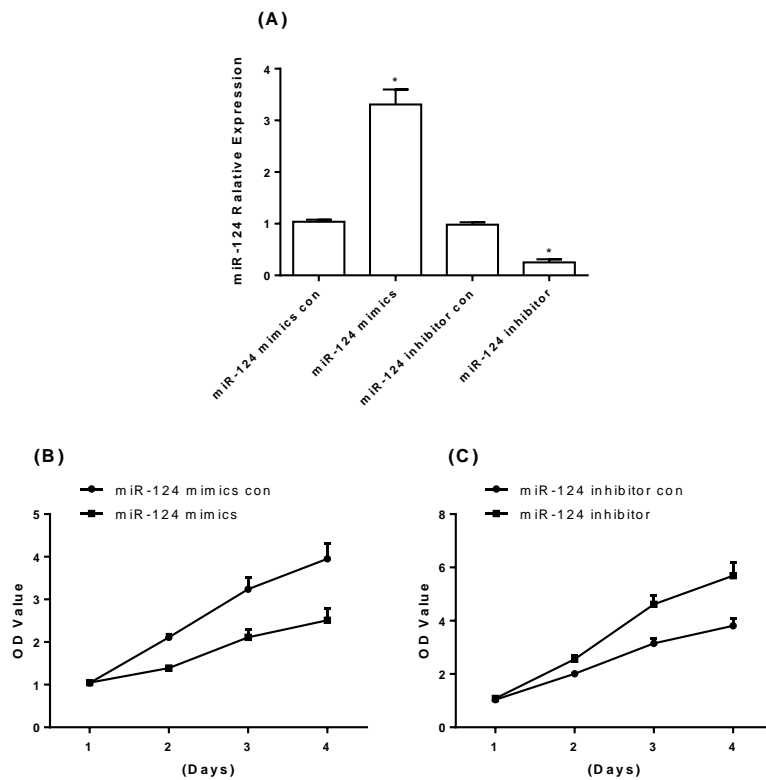 (A)
miR-124 Ralative Expression
4
3
2
1
0
*
*
miR-124 mimics con
miR-124 mimics
miR-124 inhibitor con
miR-124 inhibitor
(B)
miR-124 mimics con
miR-124 mimics
OD Value
5
4
3
2
1
0
1 2 3 4
(Days)
(C)
miR-124 inhibitor con
miR-124 inhibitor
OD Value
8
6
4
2
0
1 2 3 4
(Days)